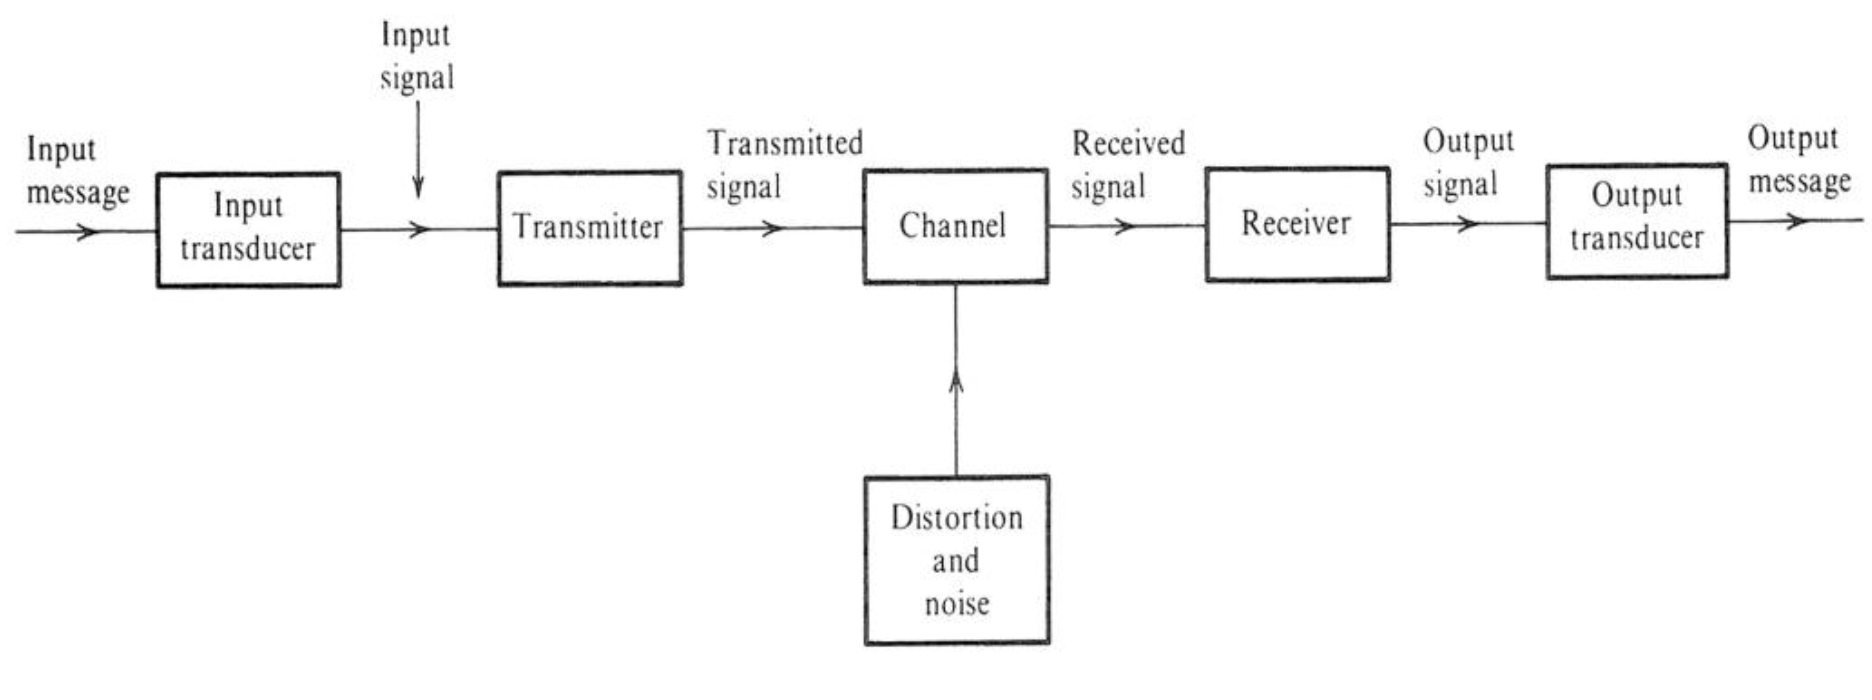 Input
signal
Input
message
Input
transducer
Transmitter
Transmitted
signal
Channel
Received
signal
Receiver
Output
signal
Output
transducer
Output
message
Distortion
and
noise